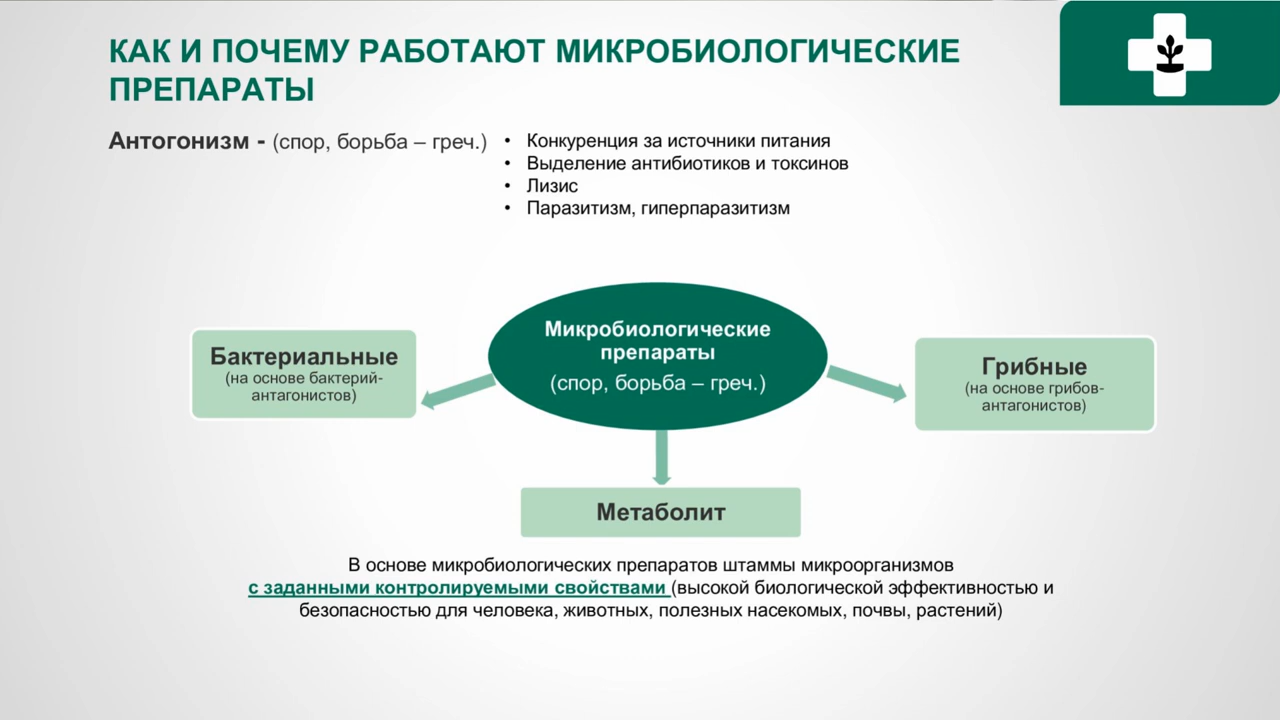 КАК И ПОЧЕМУ РАБОТАЮТ МИКРОБИОЛОГИЧЕСКИЕ
ПРЕПАРАТЫ
Антогонизм - (спор, борьба – греч.)
• Конкуренция за источники питания
• Выделение антибиотиков и токсинов
• Лизис
• Паразитизм, гиперпаразитизм
Микробиологические
препараты
(спор, борьба – греч.)
Бактериальные
(на основе бактерий-
антагонистов)
Грибные
(на основе грибов-
антагонистов)
Метаболит
В основе микробиологических препаратов штаммы микроорганизмов
с заданными контролируемыми свойствами (высокой биологической эффективностью и
безопасностью для человека, животных, полезных насекомых, почвы, растений)